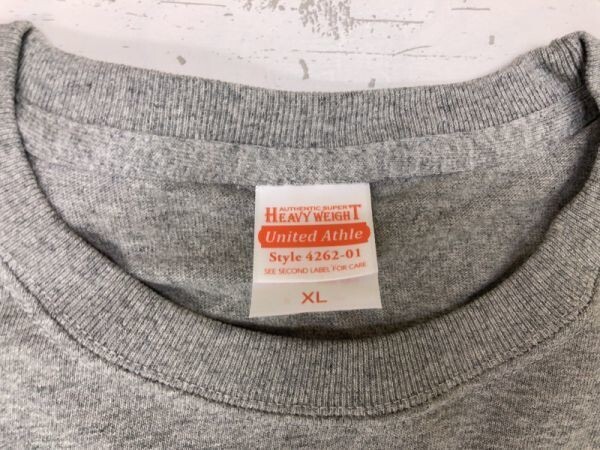 AUTHENTIC SUPER
HEAVY WEIGHT
United Athle
Style 4262-01
SEE SECOND LABEL FOR CARE
XL